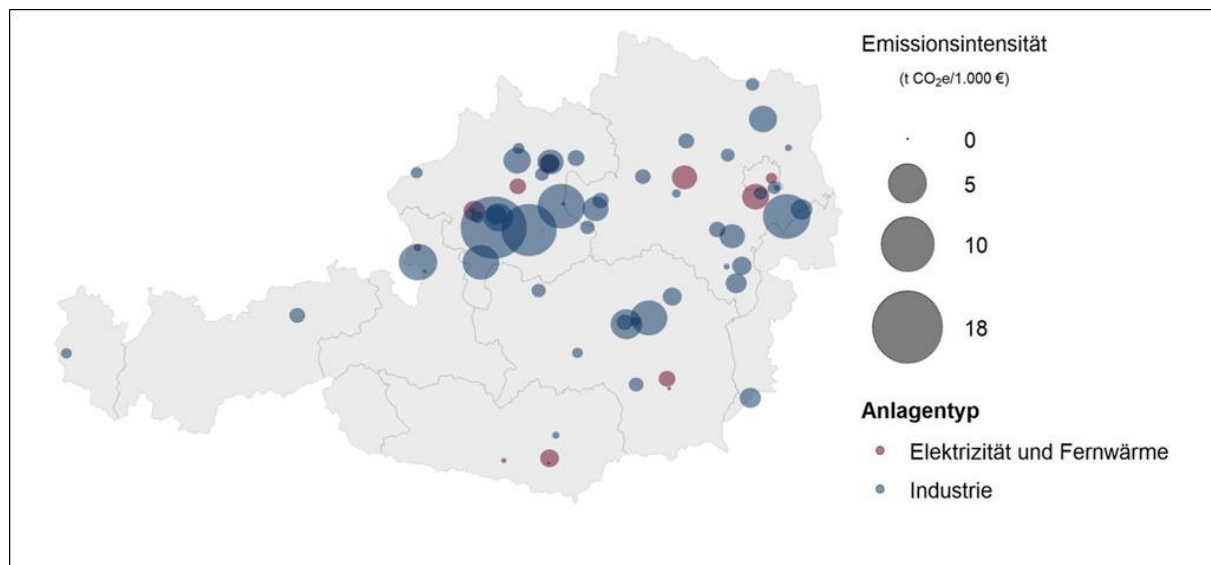 Emissionsintensität
(t CO₂e/1.000 €)
0
5
10
18
Anlagentyp
Elektrizität und Fernwärme
Industrie